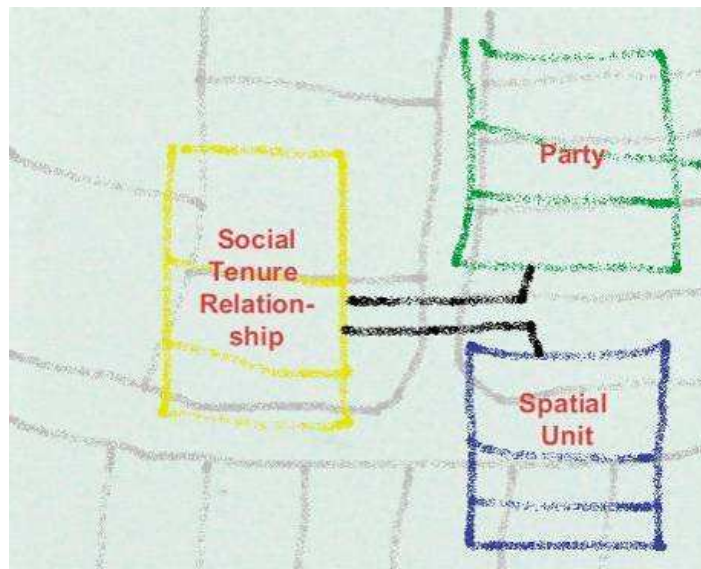 Social
Tenure
Relation-
ship
Party
Spatial
Unit